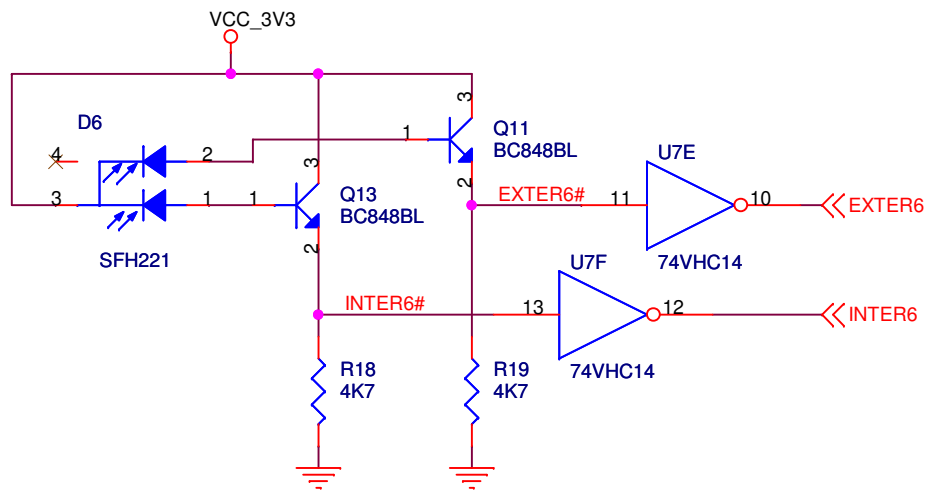 VCC_3V3
D6
4
2
3
1
SFH221
1
3
Q13
BC848BL
2
1
3
Q11
BC848BL
2
EXTER6#
11
U7E
10
EXTER6
74VHC14
U7F
INTER6#
13
12
INTER6
74VHC14
R18
4K7
R19
4K7